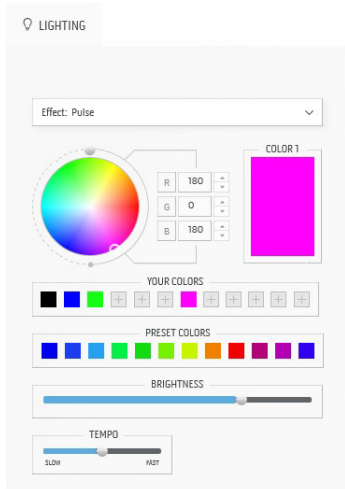 LIGHTING
Effect: Pulse
COLOR 1
R 180
G 0
B 180
YOUR COLORS
PRESET COLORS
BRIGHTNESS
TEMPO
SLOW FAST